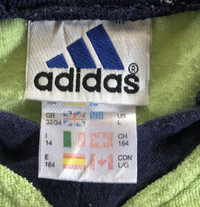 adidas®
GB
32/34
US
L
I
14
CH
164
E
164
CDN
L/G